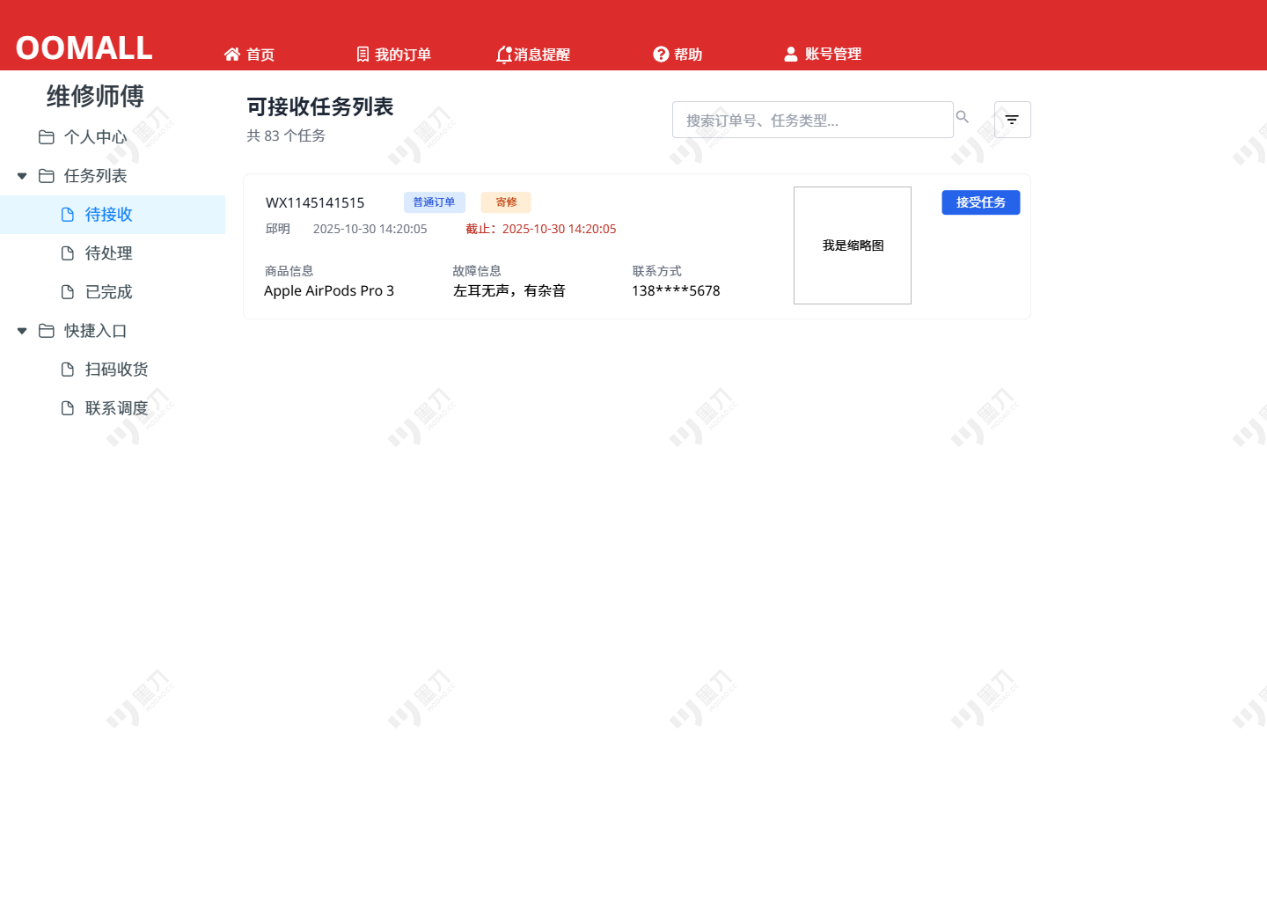 OOMALL
首页
我的订单
消息提醒
帮助
账号管理
维修师傅
个人中心
任务列表
待接收
待处理
已完成
快捷入口
扫码收货
联系调度
可接收任务列表
共 83 个任务
搜索订单号、任务类型...
WX1145141515
普通订单
寄修
邱明
2025-10-30 14:20:05
截止：2025-10-30 14:20:05
商品信息
Apple AirPods Pro 3
故障信息
左耳无声，有杂音
联系方式
138****5678
我是缩略图
接受任务
墨刀